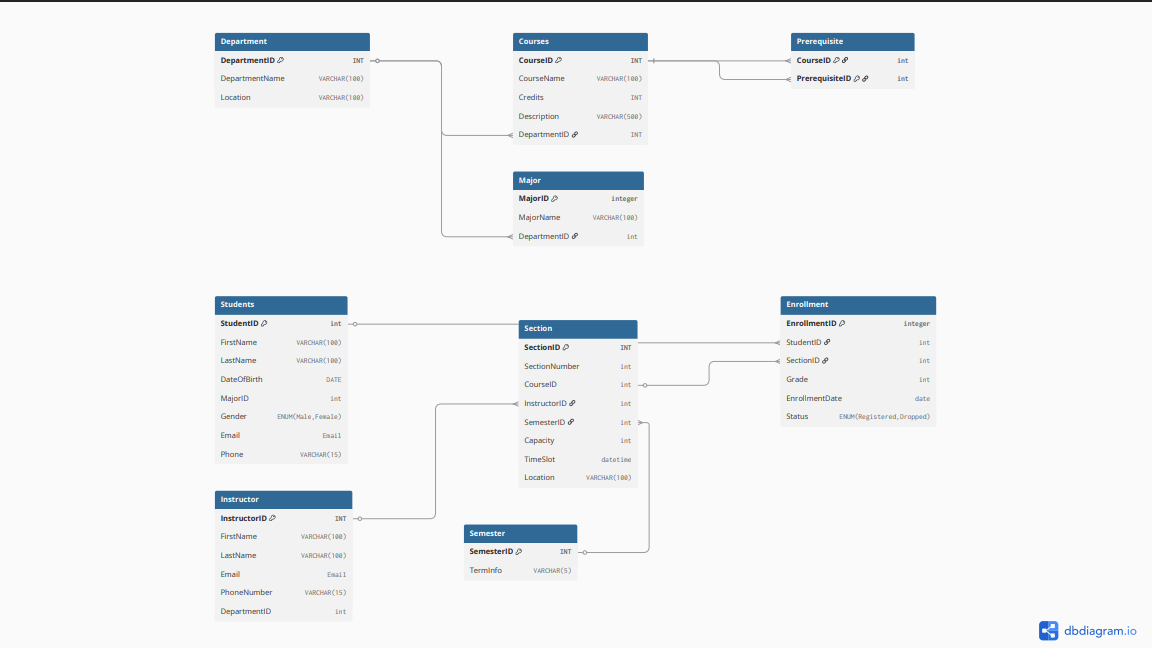 Department
DepartmentID INT
DepartmentName VARCHAR(100)
Location VARCHAR(100)
Courses
CourseID INT
CourseName VARCHAR(100)
Credits INT
Description VARCHAR(500)
DepartmentID INT
Prerequisite
CourseID int
PrerequisiteID int
Major
MajorID integer
MajorName VARCHAR(100)
DepartmentID int
Students
StudentID int
FirstName VARCHAR(100)
LastName VARCHAR(100)
DateOfBirth DATE
MajorID int
Gender ENUM(Male,Female)
Email Email
Phone VARCHAR(15)
Section
SectionID INT
SectionNumber int
CourseID int
InstructorID int
SemesterID int
Capacity int
TimeSlot datetime
Location VARCHAR(100)
Enrollment
EnrollmentID integer
StudentID int
SectionID int
Grade int
EnrollmentDate date
Status ENUM(Registered,Dropped)
Instructor
InstructorID INT
FirstName VARCHAR(100)
LastName VARCHAR(100)
Email Email
PhoneNumber VARCHAR(15)
DepartmentID int
Semester
SemesterID INT
TermInfo VARCHAR(5)
dbdiagram.io